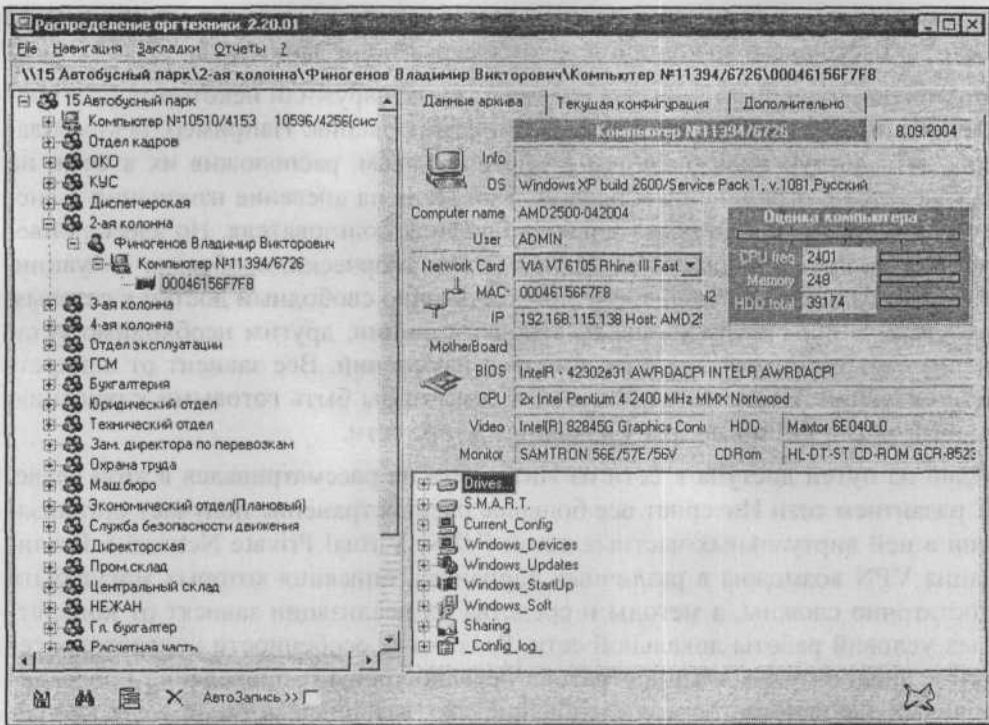 Распределение оргтехники 2.20.01
File Навигация Закладки Отчеты ?
\\15 Автобусный парк\2-ая колонна\Финогенов Владимир Викторович\Компьютер №11394/6726\00046156F7F8
15 Автобусный парк
Компьютер №10510/4153 10596/4256(сис
Отдел кадров
ОКО
КУС
Диспетчерская
2-ая колонна
Финогенов Владимир Викторович
Компьютер №11394/6726
00046156F7F8
3-ая колонна
4-ая колонна
Отдел эксплуатации
ГСМ
Бухгалтерия
Юридический отдел
Технический отдел
Зам. директора по перевозкам
Охрана труда
Маш.бюро
Экономический отдел(Плановый)
Служба безопасности движения
Директорская
Пром.склад
Центральный склад
НЕЖАН
Гл. бухгалтер
Расчетная часть
Данные архива Текущая конфигурация Дополнительно
Компьютер №11394/6726 8.09.2004
Info
OS Windows XP build 2600/Service Pack 1, v.1081,Русский
Computer name AMD2500-042004
User ADMIN
Network Card VIA VT6105 Rhine III Fast
MAC 00046156F7F8
IP 192.168.115.138 Host: AMD2
Оценка компьютера
CPU freq 2401
Memory 248
HDD total 39174
MotherBoard
BIOS IntelR - 42302e31 AWRDACPI INTELR AWRDACPI
CPU 2x Intel Pentium 4 2400 MHz MMX Nortwood
Video Intel(R) 82845G Graphics Cont HDD Maxtor 6E040L0
Monitor SAMTRON 56E/57E/56V CDRom HL-DT-ST CD-ROM GCR-8523
Drives...
S.M.A.R.T.
Current_Config
Windows_Devices
Windows_Updates
Windows_StartUp
Windows_Soft
Sharing
_Config_log_
АвтоЗапись >>